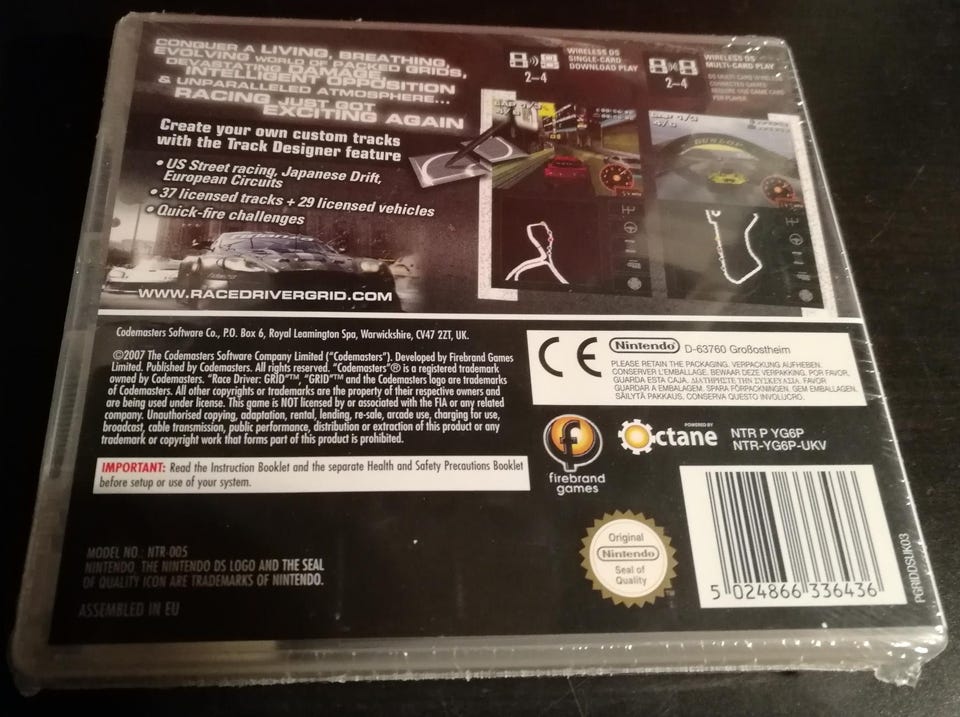 CONQUER A LIVING, BREATHING,
EVOLVING WORLD OF PACKED GRIDS,
DEVASTATING DAMAGE,
INTELLIGENT OPPOSITION
& UNPARALLELED ATMOSPHERE...
RACING JUST GOT
EXCITING AGAIN
Create your own custom tracks
with the Track Designer feature
• US Street racing, Japanese Drift,
European Circuits
• 37 licensed tracks + 29 licensed vehicles
• Quick-fire challenges
WWW.RACEDRIVERGRID.COM
WIRELESS DS
SINGLE-CARD
DOWNLOAD PLAY
2-4
WIRELESS DS
MULTI-CARD PLAY
2-4
DUNLOP
Codemasters Software Co., P.O. Box 6, Royal Leamington Spa, Warwickshire, CV47 2ZT, UK.
©2007 The Codemasters Software Company Limited ("Codemasters"). Developed by Firebrand Games
Limited. Published by Codemasters. All rights reserved. "Codemasters"® is a registered trademark
owned by Codemasters. "Race Driver: GRID"™, "GRID"™ and the Codemasters logo are trademarks
of Codemasters. All other copyrights or trademarks are the property of their respective owners and
are being used under license. This game is NOT licensed by or associated with the FIA or any related
company. Unauthorised copying, adaptation, rental, lending, re-sale, arcade use, charging for use,
broadcast, cable transmission, public performance, distribution or extraction of this product or any
trademark or copyright work that forms part of this product is prohibited.
IMPORTANT: Read the Instruction Booklet and the separate Health and Safety Precautions Booklet
before setup or use of your system.
MODEL NO.: NTR-005
NINTENDO, THE NINTENDO DS LOGO AND THE SEAL
OF QUALITY ICON ARE TRADEMARKS OF NINTENDO.
ASSEMBLED IN EU
CE
Nintendo D-63760 Großostheim
PLEASE RETAIN THE PACKAGING. VERPACKUNG AUFHEBEN.
CONSERVER L'EMBALLAGE. BEWAAR DEZE VERPAKKING. POR FAVOR,
GUARDA ESTA CAJA. ΔΙΑΤΗΡΗΣΤΕ ΤΗΝ ΣΥΣΚΕΥΑΣΙΑ. FAVOR
GUARDAR A EMBALAGEM. SPARA FÖRPACKNINGEN. GEM EMBALLAGEN.
SÄILYTÄ PAKKAUS. CONSERVA QUESTO INVOLUCRO.
f
firebrand
games
POWERED BY
Octane
NTR P YG6P
NTR-YG6P-UKV
Original
Nintendo
Seal of
Quality
TM
5 024866 336436
PGRIDDSUK03